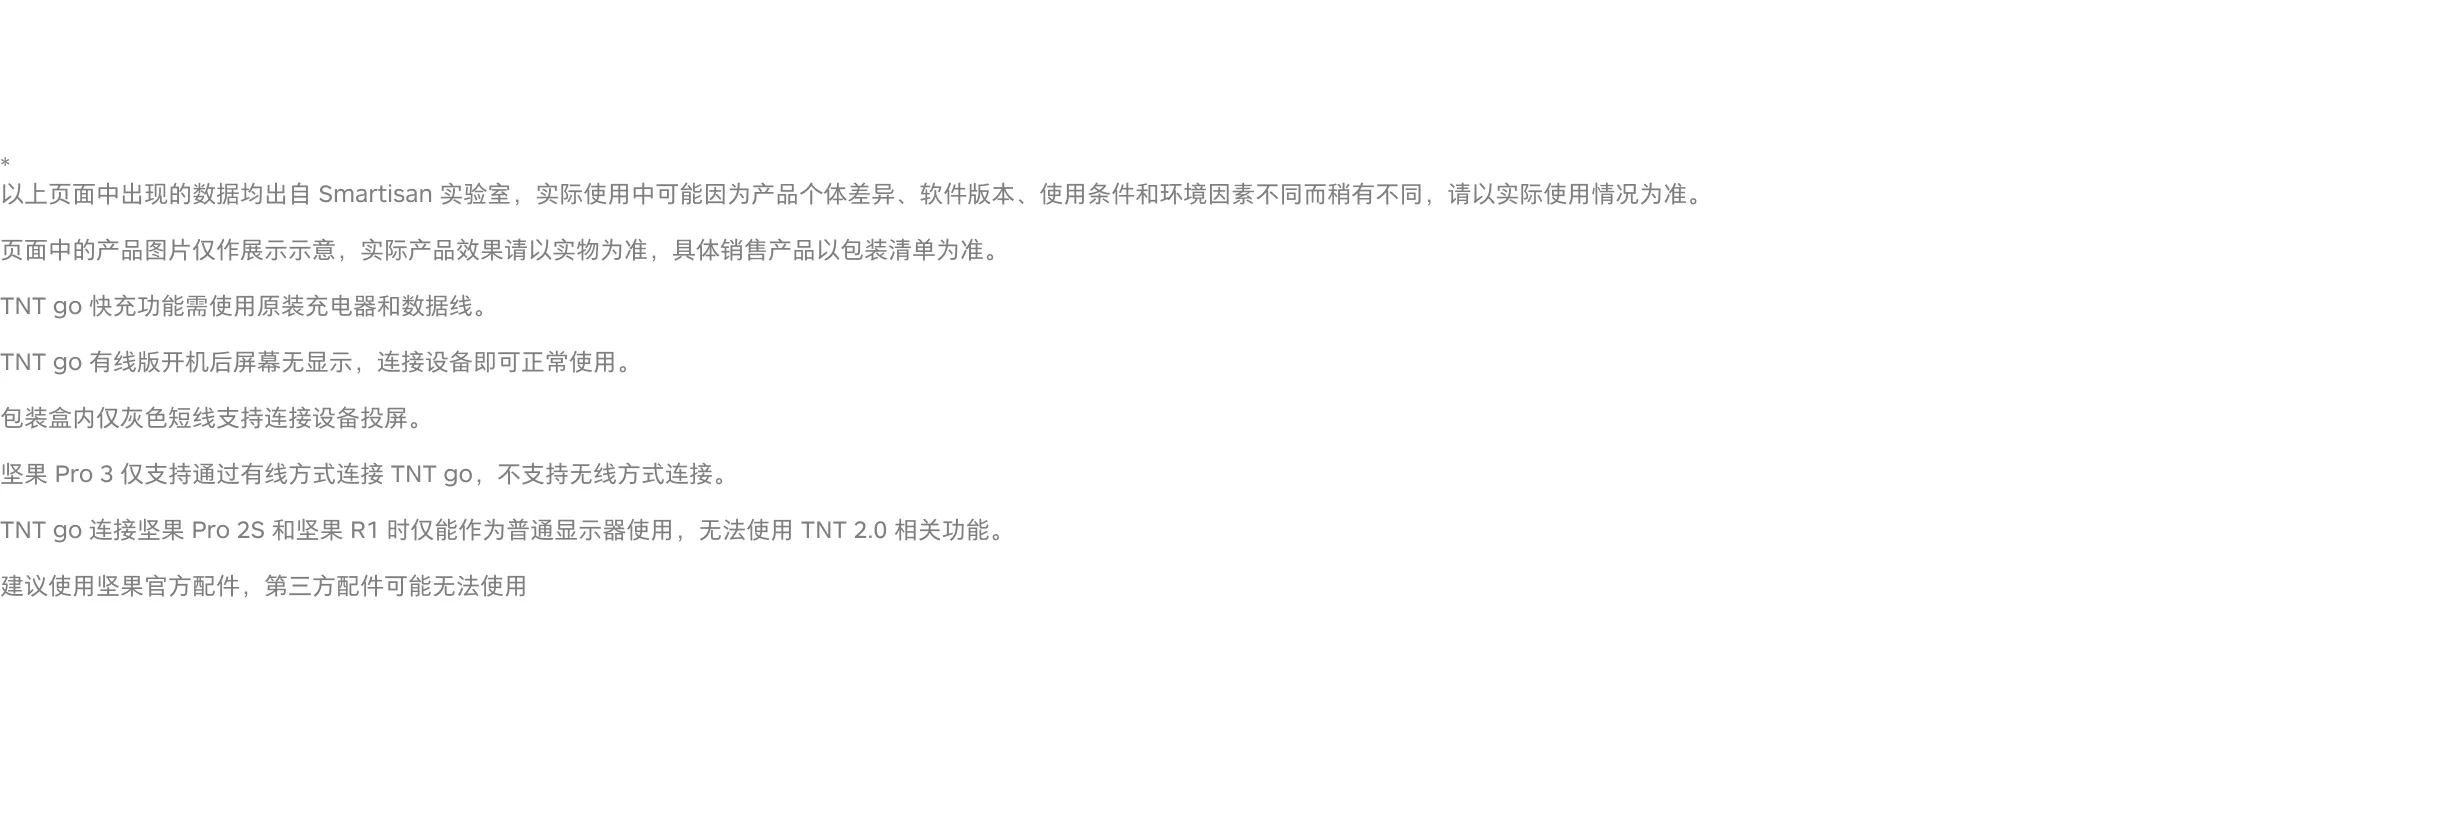 *
以上页面中出现的数据均出自 Smartisan 实验室，实际使用中可能因为产品个体差异、软件版本、使用条件和环境因素不同而稍有不同，请以实际使用情况为准。
页面中的产品图片仅作展示示意，实际产品效果请以实物为准，具体销售产品以包装清单为准。
TNT go 快充功能需使用原装充电器和数据线。
TNT go 有线版开机后屏幕无显示，连接设备即可正常使用。
包装盒内仅灰色短线支持连接设备投屏。
坚果 Pro 3 仅支持通过有线方式连接 TNT go，不支持无线方式连接。
TNT go 连接坚果 Pro 2S 和坚果 R1 时仅能作为普通显示器使用，无法使用 TNT 2.0 相关功能。
建议使用坚果官方配件，第三方配件可能无法使用